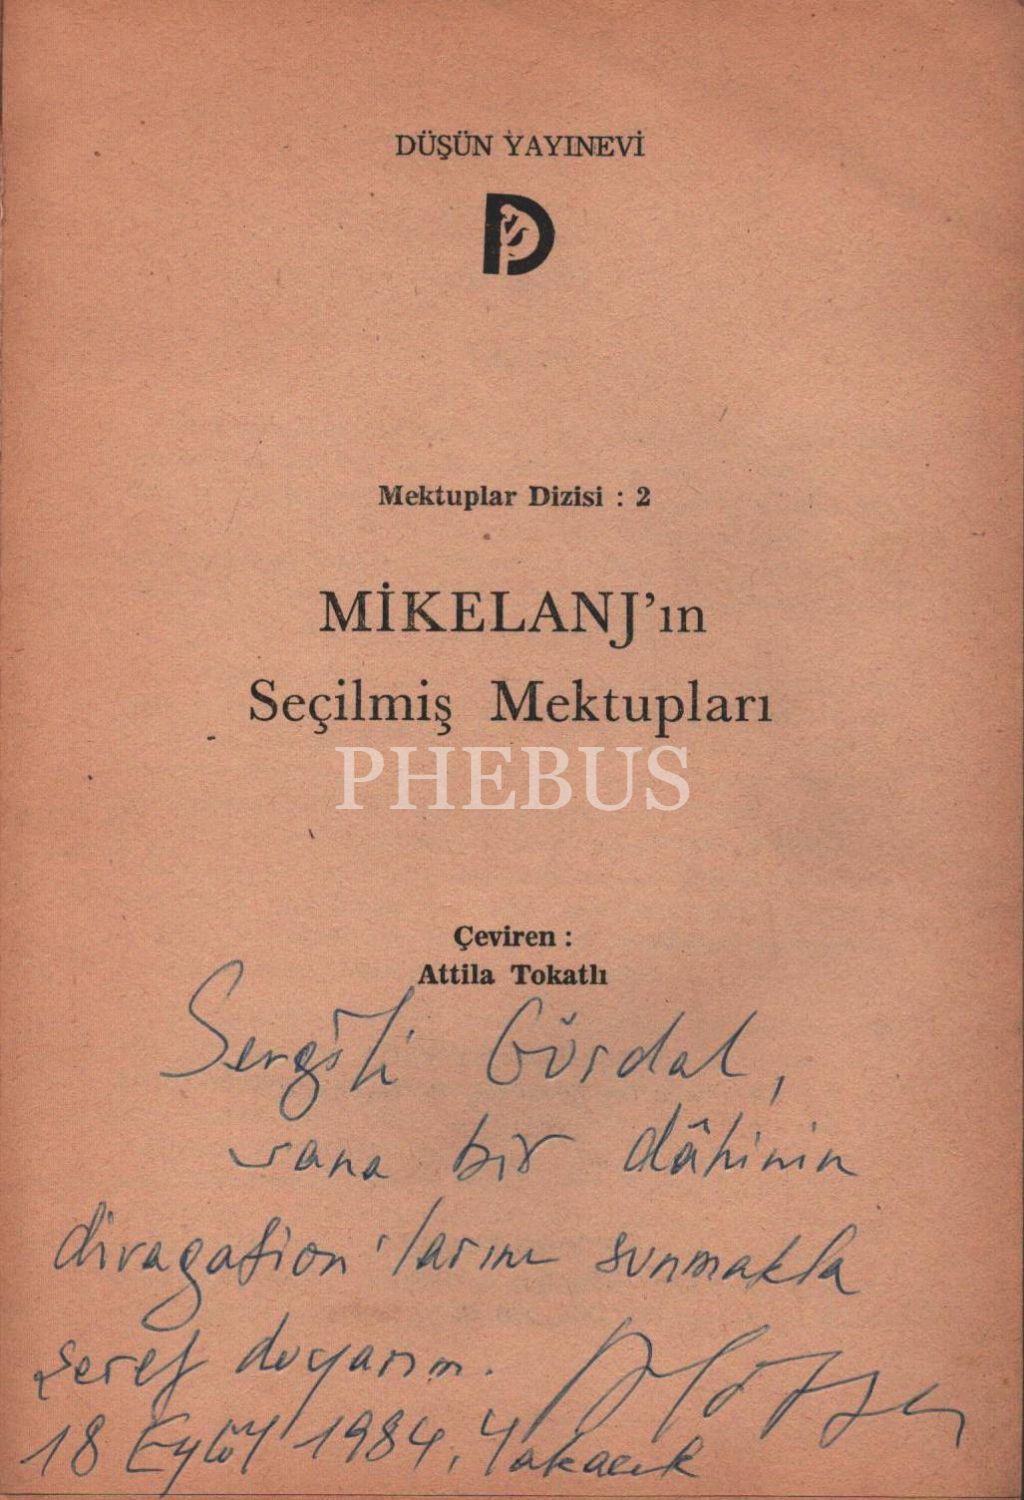 DÜŞÜN YAYINEVİ
D
Mektuplar Dizisi : 2
MİKELANJ'ın
Seçilmiş Mektupları
PHEBUS
Çeviren :
Attila Tokatlı
Sevgili Gürdal,
sana bir dâhinin
divagation'larını sunmakla
şeref duyarım.
18 Eylül 1984, Yakacık